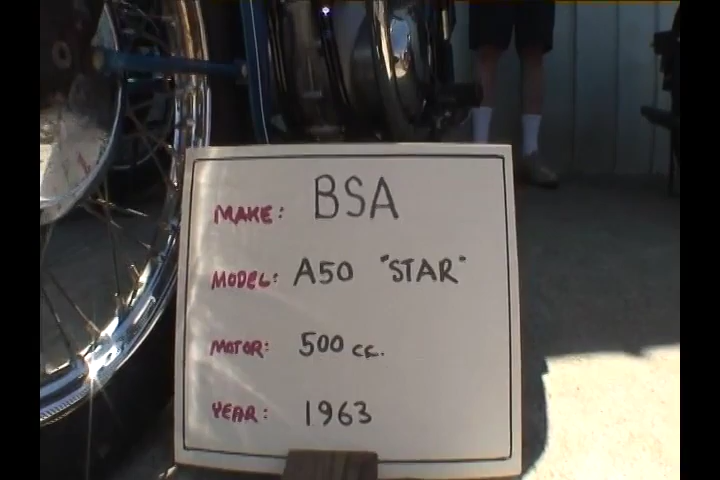 MAKE: BSA
MODEL: A50 "STAR"
MOTOR: 500 cc.
YEAR: 1963